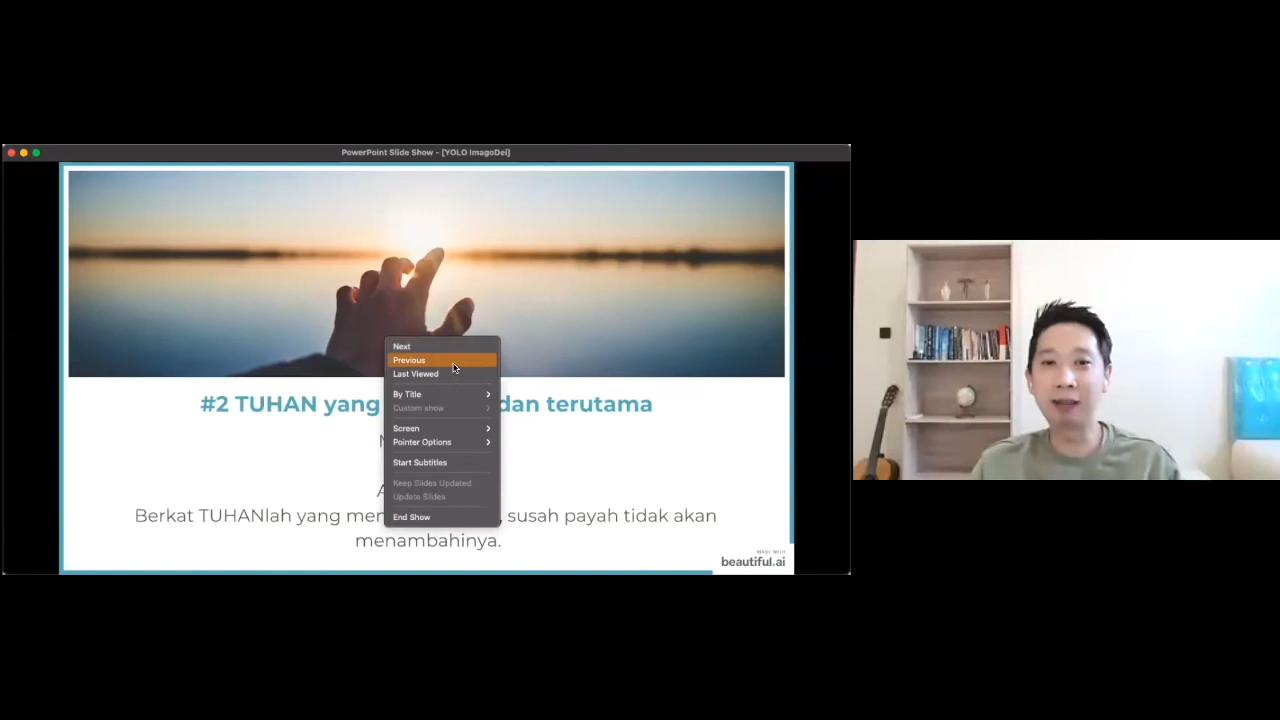 PowerPoint Slide Show - [YOLO ImagoDei]
#2 TUHAN yang dan terutama
Next
Previous
Last Viewed
By Title
Custom show
Screen
Pointer Options
Start Subtitles
Keep Slides Updated
Update Slides
End Show
Berkat TUHANlah yang men , susah payah tidak akan
menambahinya.
MADE WITH
beautiful.ai